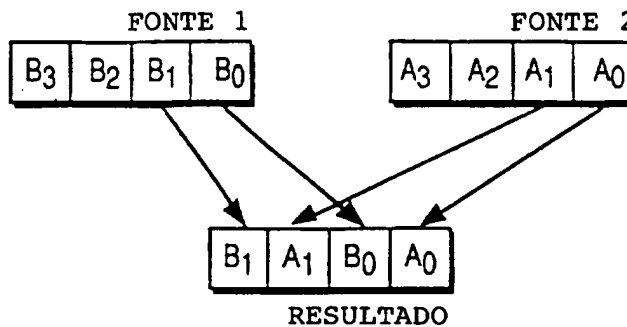 FONTE 1
FONTE 2
B3 B2 B1 B0
A3 A2 A1 A0
B1 A1 B0 A0
RESULTADO